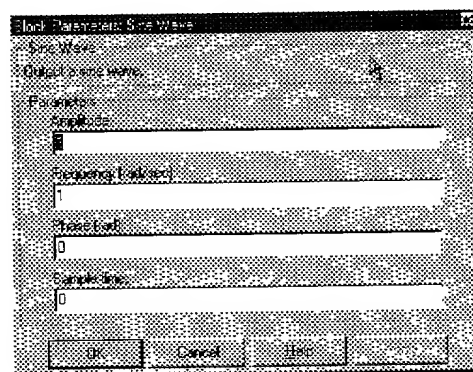 Block Parameters: Sine Wave
Sine Wave
Output a sine wave.
Parameters
Amplitude:
Frequency (rad/sec):
1
Phase (rad):
0
Sample time:
0
OK Cancel Help